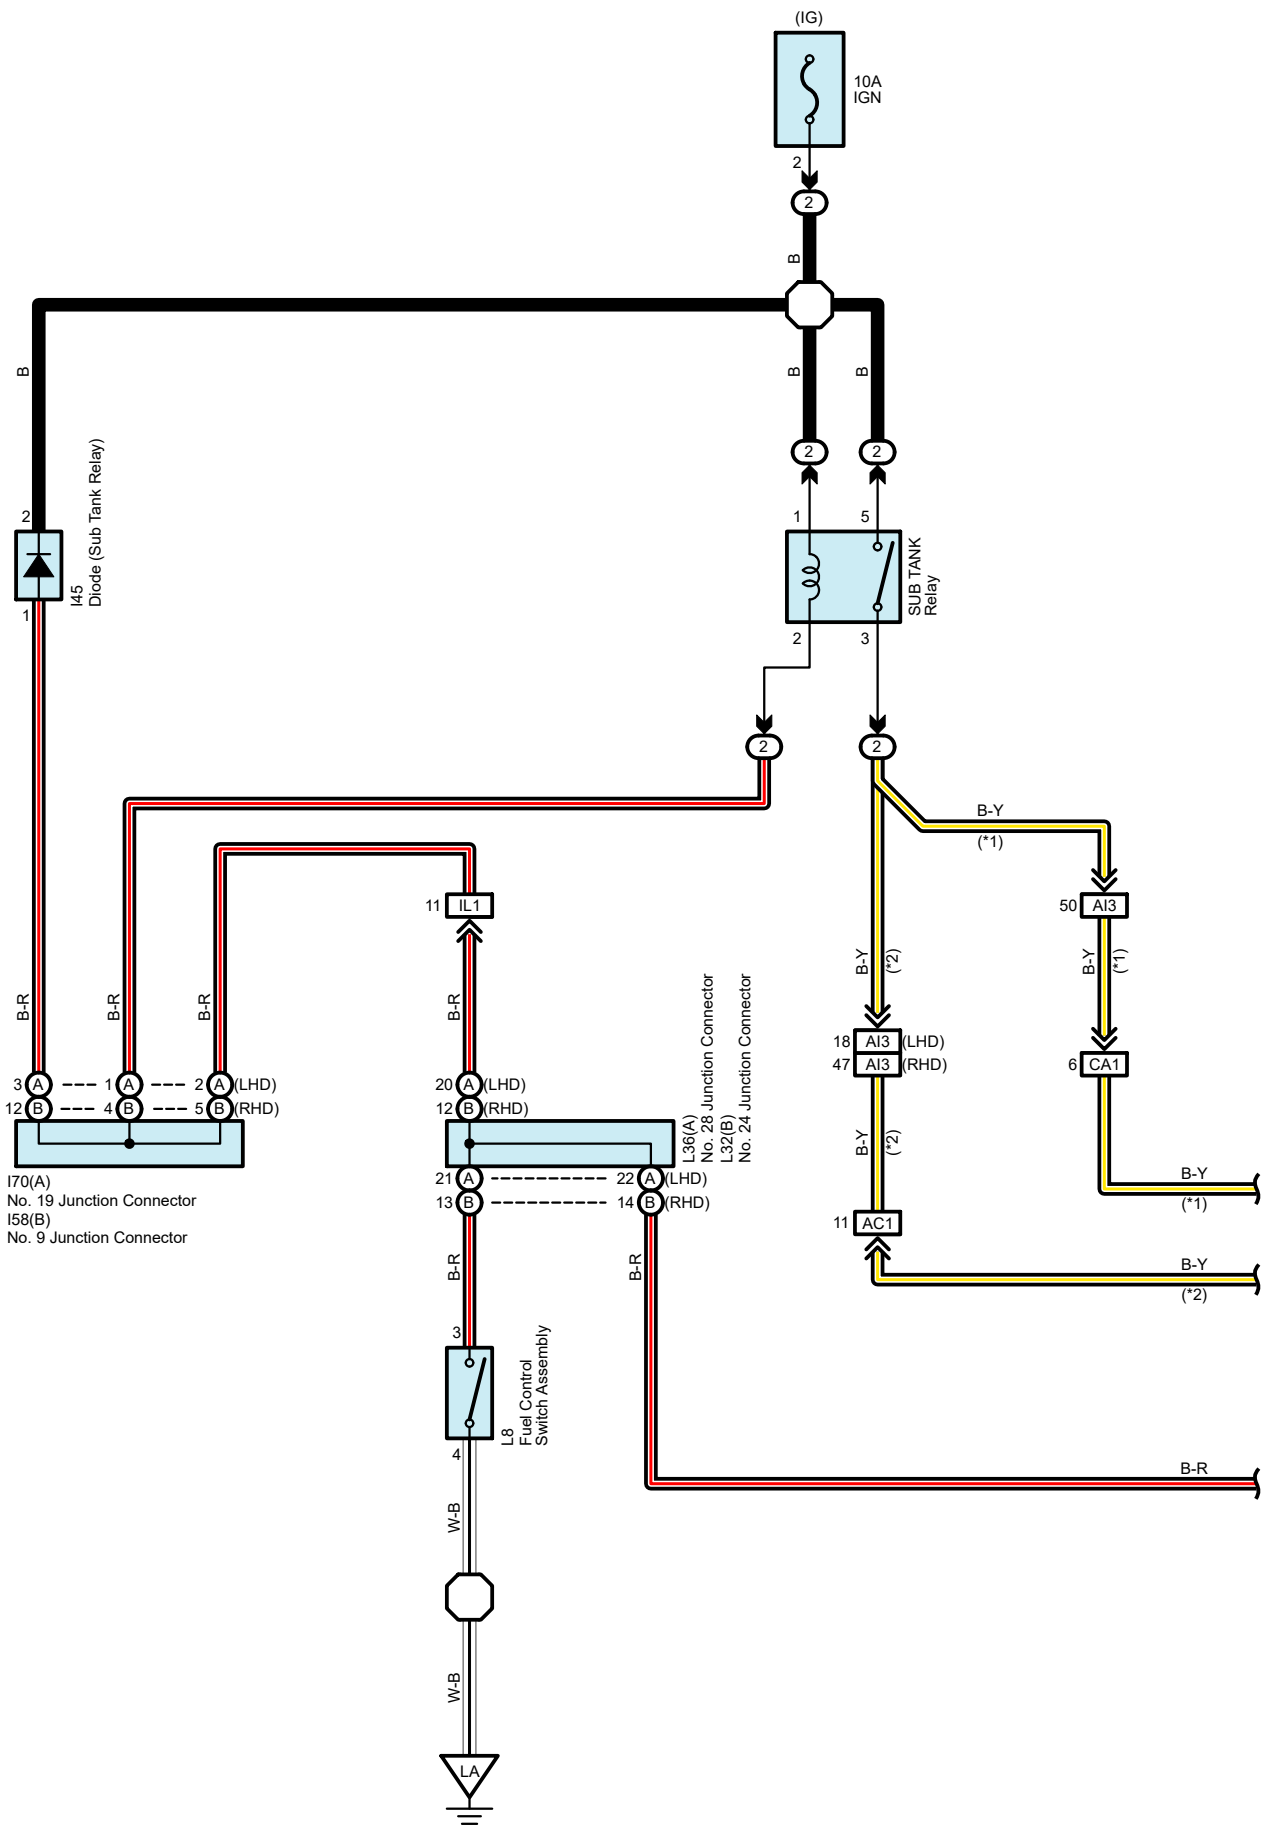 (IG)
10A
IGN
2
2
B
B
B
B
2
2
2
I45
Diode (Sub Tank Relay)
1
1
5
SUB TANK
Relay
2
3
2
2
B-Y
(*1)
11 IL1
50 AI3
B-R
B-R
B-R
B-R
B-Y
(*2)
B-Y
(*1)
18 AI3 (LHD)
47 AI3 (RHD)
6 CA1
3 A 1 A 2 A (LHD)
12 B 4 B 5 B (RHD)
20 A (LHD)
12 B (RHD)
L36(A)
No. 28 Junction Connector
L32(B)
No. 24 Junction Connector
B-Y
(*2)
I70(A)
No. 19 Junction Connector
I58(B)
No. 9 Junction Connector
21 A 22 A (LHD)
13 B 14 B (RHD)
B-Y
(*1)
11 AC1
B-R
B-R
B-Y
(*2)
3
L8
Fuel Control
Switch Assembly
4
B-R
W-B
W-B
LA